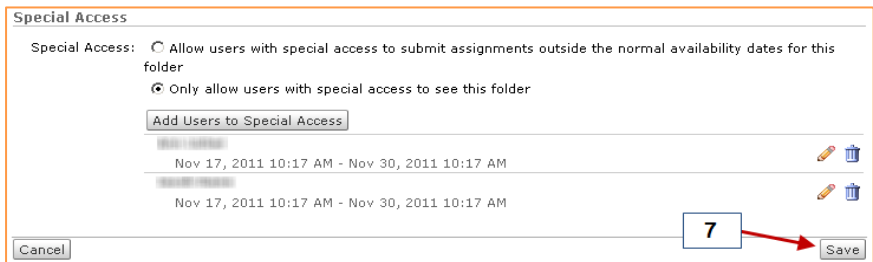 Special Access
Special Access: Allow users with special access to submit assignments outside the normal availability dates for this
folder
Only allow users with special access to see this folder
Add Users to Special Access
Nov 17, 2011 10:17 AM - Nov 30, 2011 10:17 AM
Nov 17, 2011 10:17 AM - Nov 30, 2011 10:17 AM
7
Cancel Save